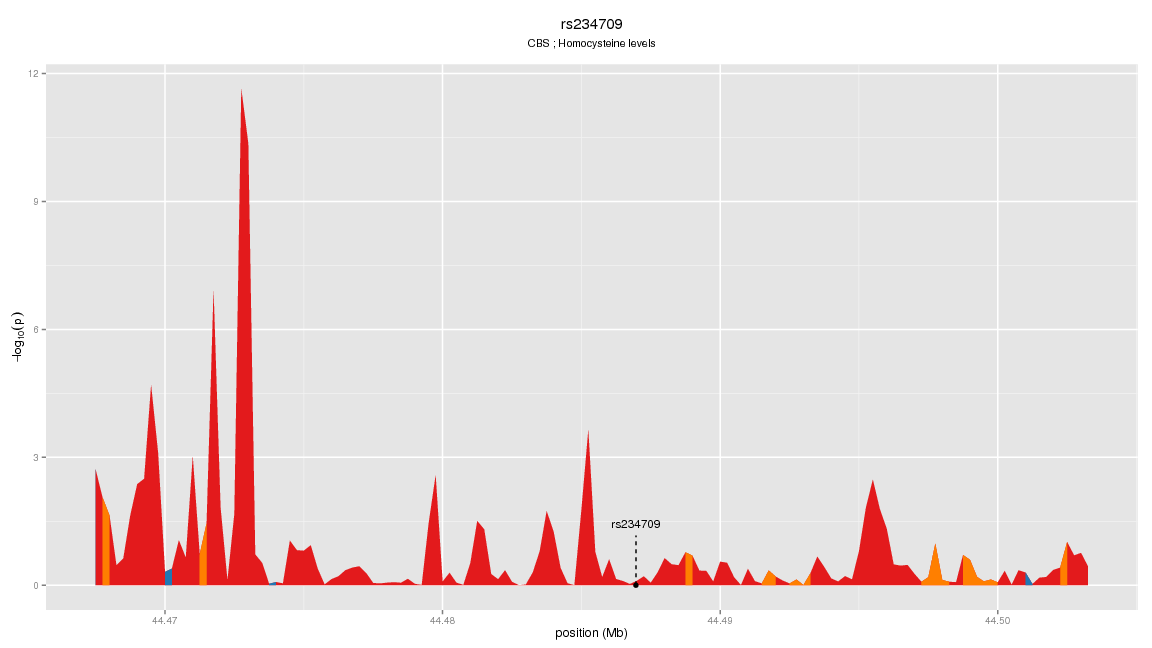 rs234709
CBS ; Homocysteine levels
12
9
6
3
0
−log10(p)
rs234709
44.47 44.48 44.49 44.50
position (Mb)